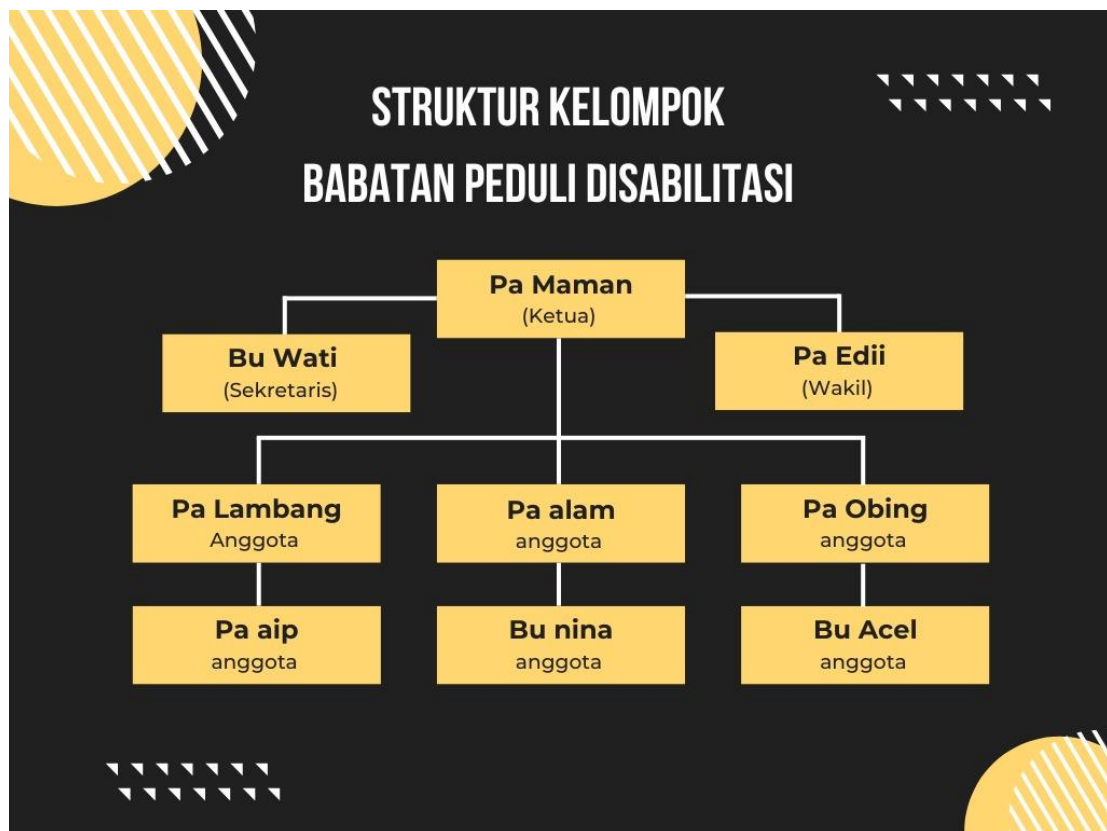 STRUKTUR KELOMPOK
BABATAN PEDULI DISABILITASI
Pa Maman
(Ketua)
Bu Wati
(Sekretaris)
Pa Edii
(Wakil)
Pa Lambang
Anggota
Pa alam
anggota
Pa Obing
anggota
Pa aip
anggota
Bu nina
anggota
Bu Acel
anggota